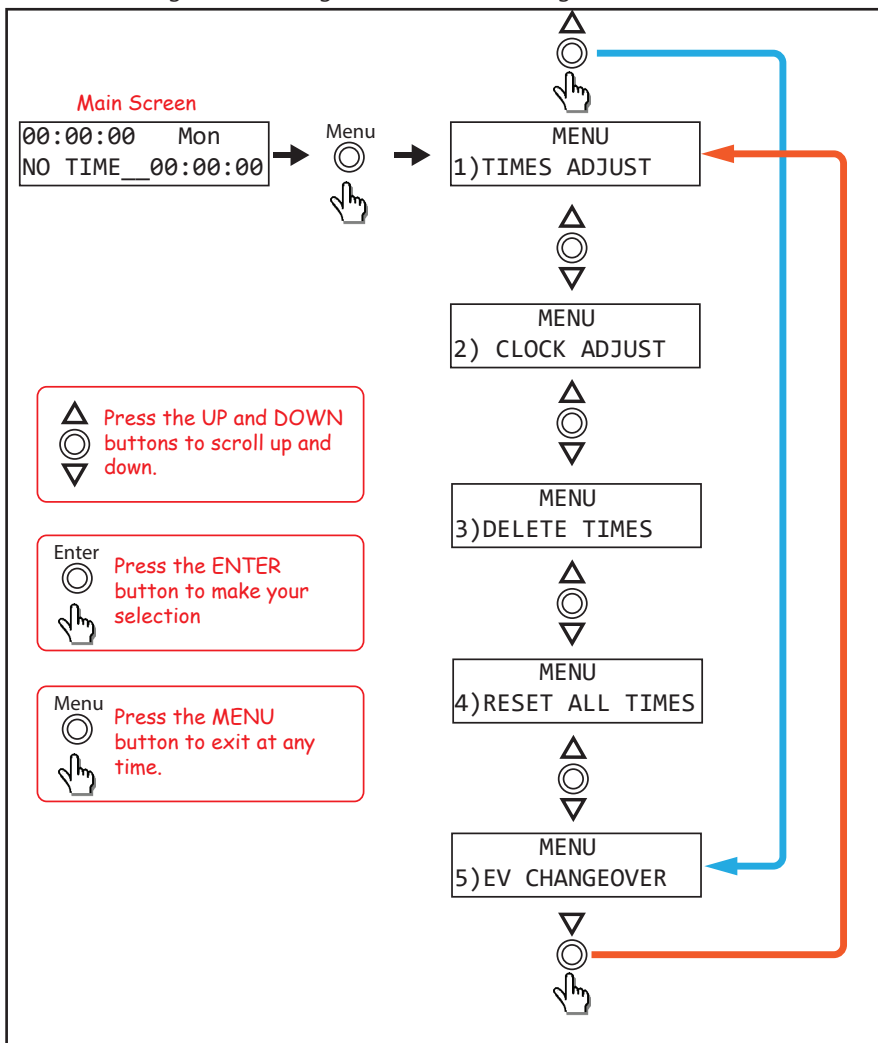 Main Screen
00:00:00 Mon
NO TIME__00:00:00
Menu
MENU
1)TIMES ADJUST
MENU
2) CLOCK ADJUST
Press the UP and DOWN
buttons to scroll up and
down.
MENU
3)DELETE TIMES
Enter
Press the ENTER
button to make your
selection
MENU
4)RESET ALL TIMES
Menu
Press the MENU
button to exit at any
time.
MENU
5)EV CHANGEOVER